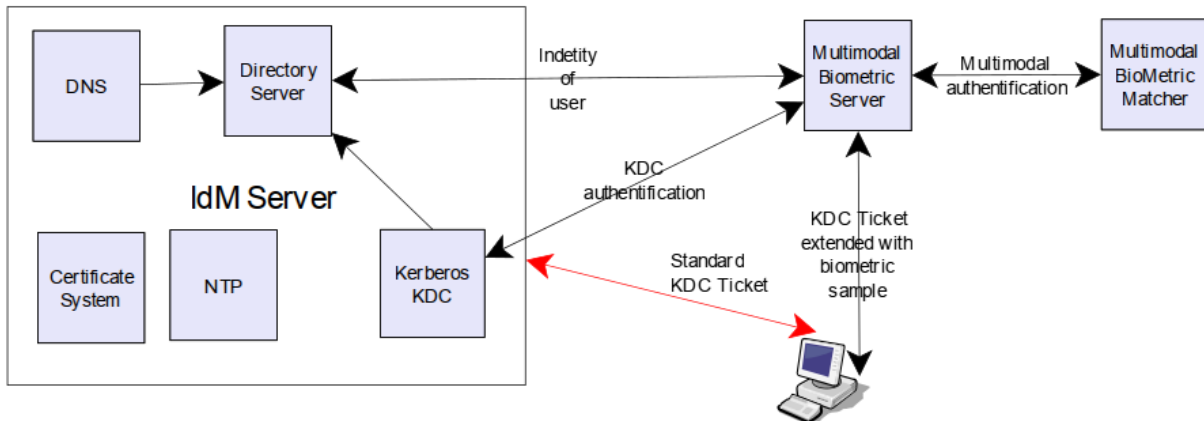 DNS
Directory
Server
Indetity
of
user
Multimodal
Biometric
Server
Multimodal
authentification
Multimodal
BioMetric
Matcher
IdM Server
KDC
authentification
Certificate
System
NTP
Kerberos
KDC
Standard
KDC Ticket
KDC Ticket
extended with
biometric
sample